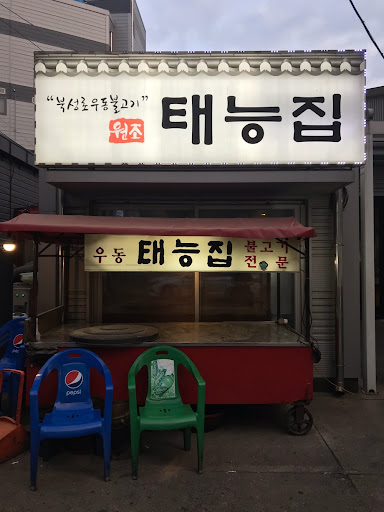 "북성로우동불고기"
원조
태능집
우동 태능집 불고기
전문
pepsi
pepsi